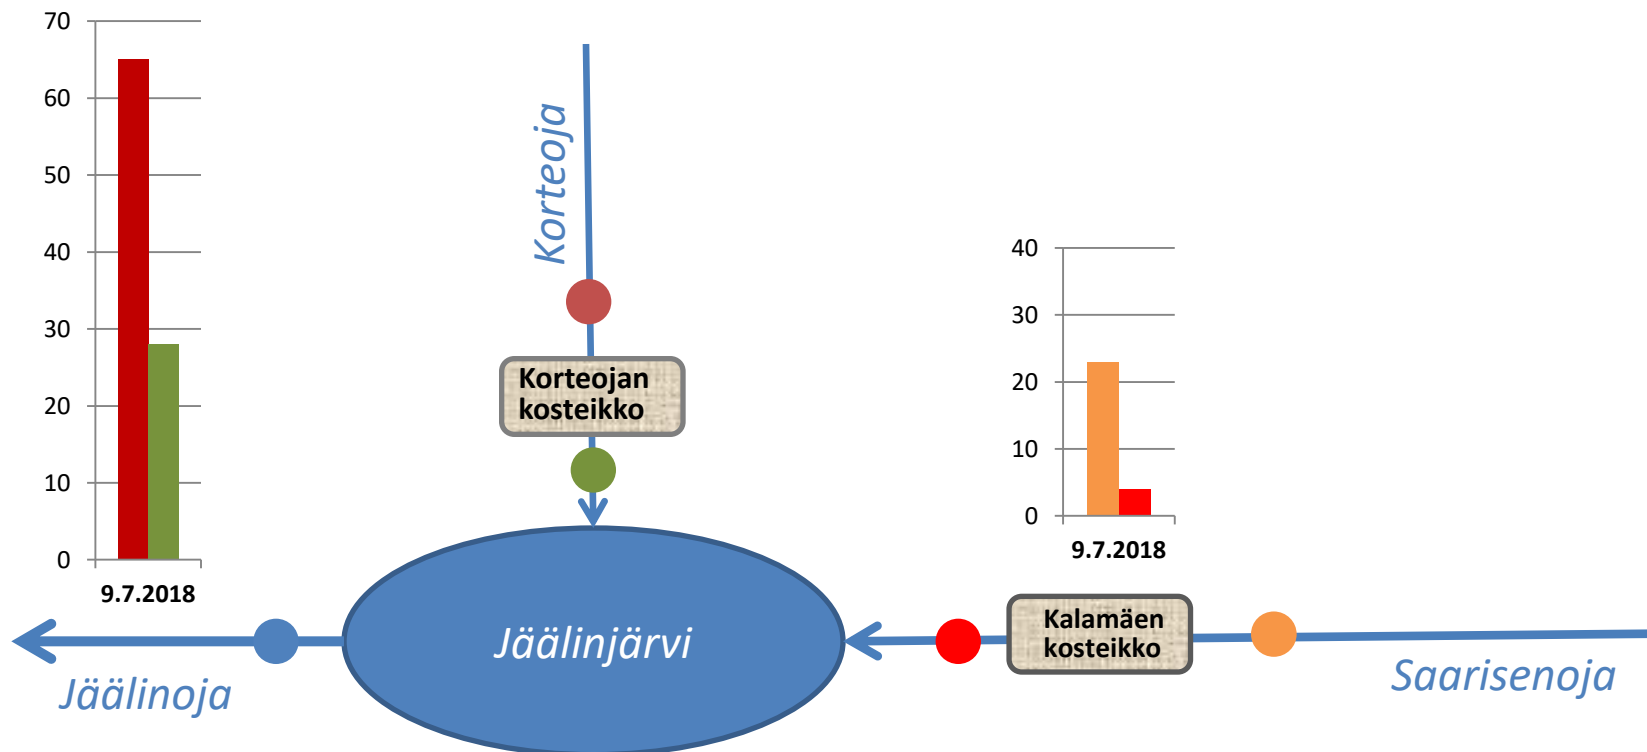 70
60
50
40
30
20
10
0
9.7.2018
Korteoja
Korteojan
kosteikko
40
30
20
10
0
9.7.2018
Kalamäen
kosteikko
Jäälinjärvi
Jäälinoja
Saarisenoja